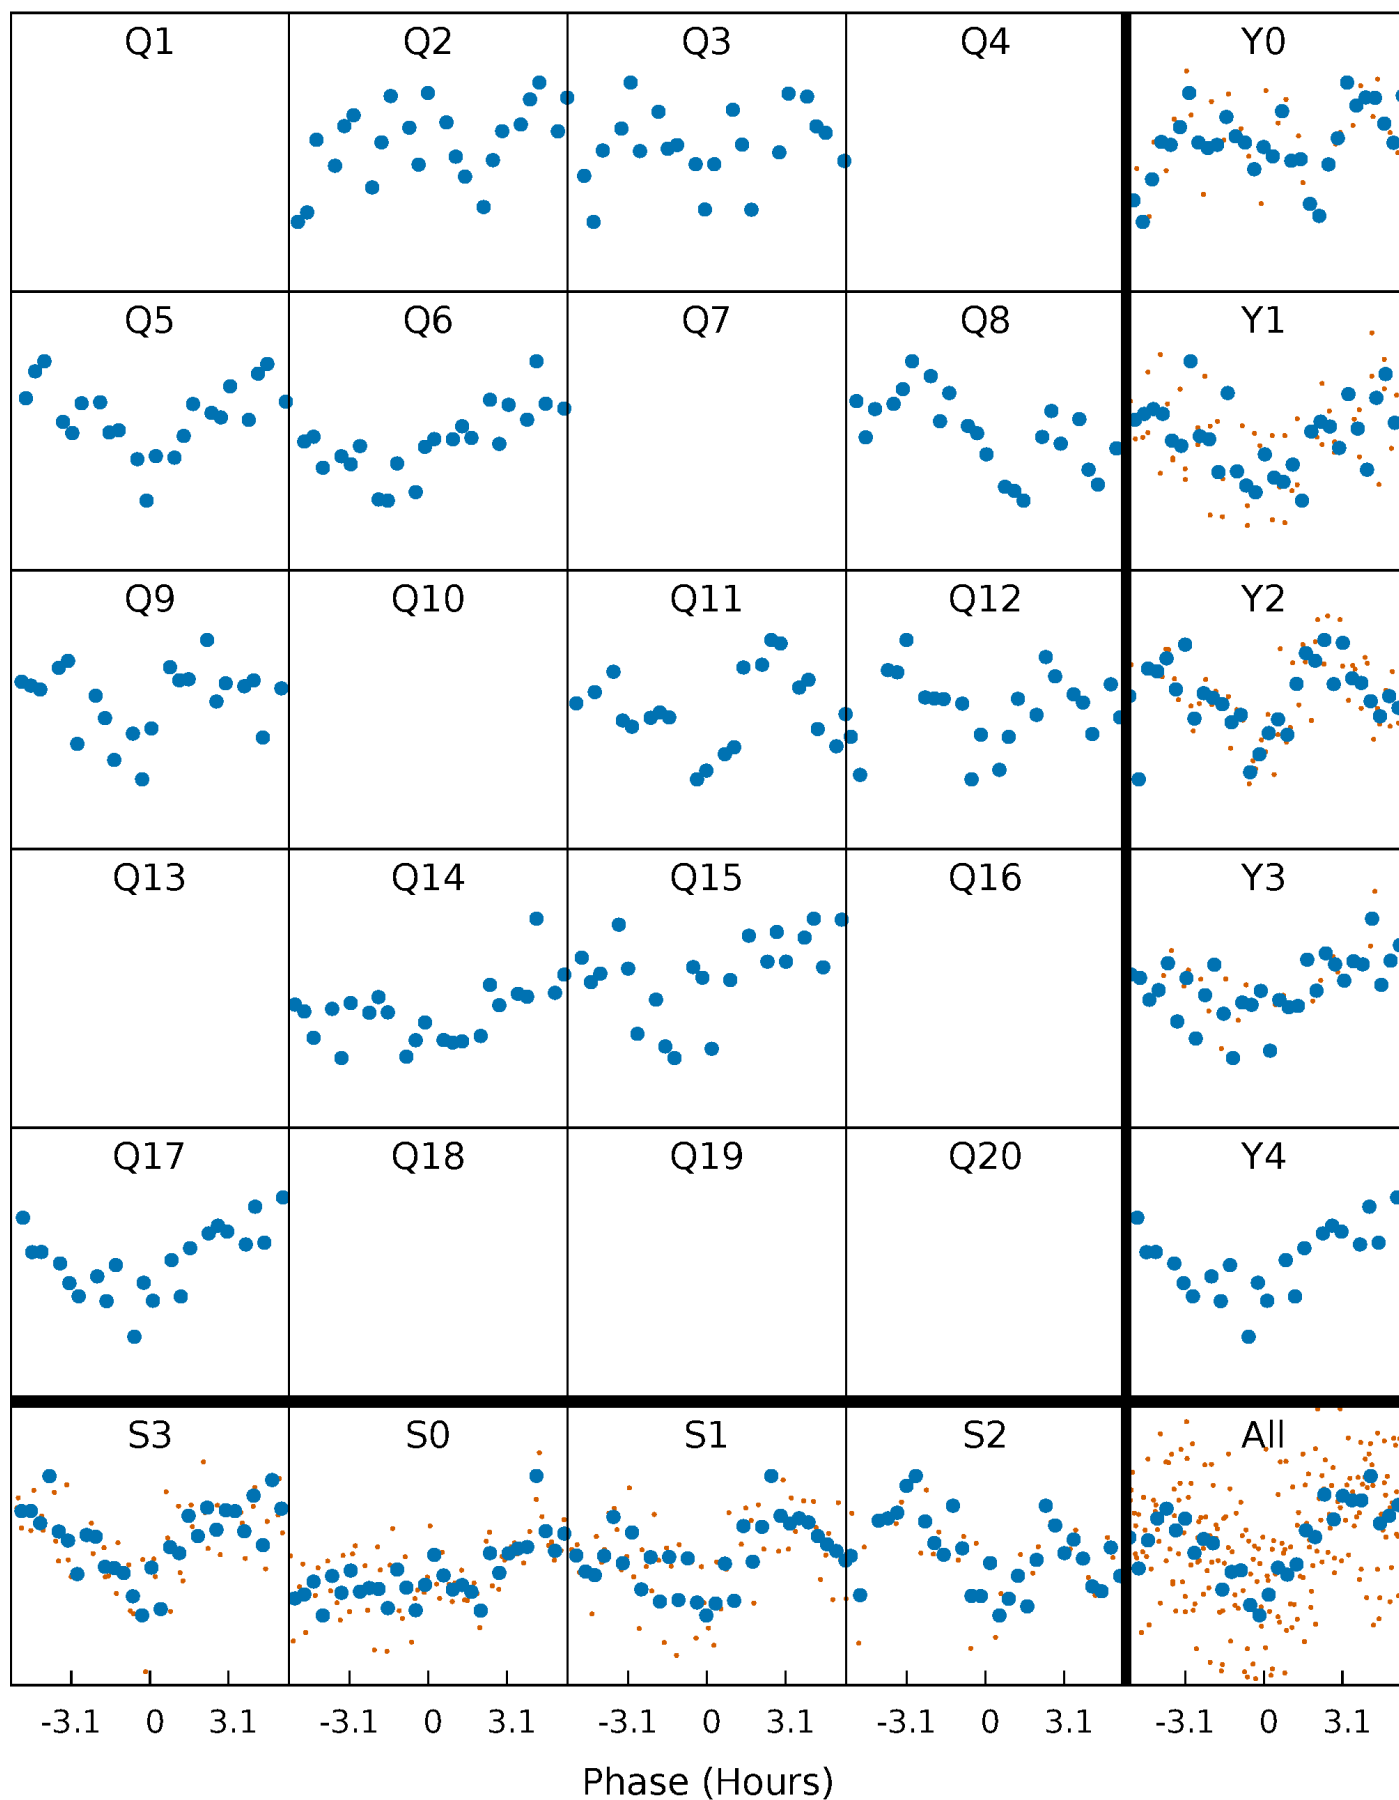 Q1 Q2 Q3 Q4 Y0
Q5 Q6 Q7 Q8 Y1
Q9 Q10 Q11 Q12 Y2
Q13 Q14 Q15 Q16 Y3
Q17 Q18 Q19 Q20 Y4
S3 S0 S1 S2 All
-3.1 0 3.1 -3.1 0 3.1 -3.1 0 3.1 -3.1 0 3.1 -3.1 0 3.1
Phase (Hours)